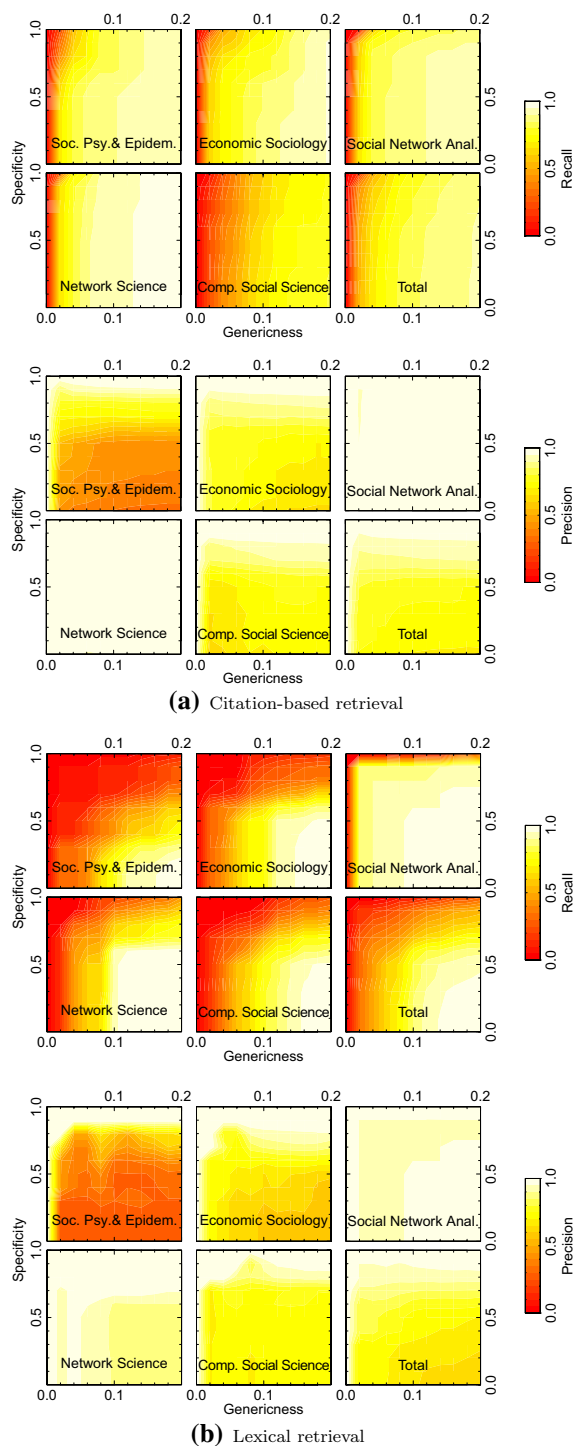 0.1 0.2 0.1 0.2 0.1 0.2
Specificity
1.0
0.5
Soc. Psy.& Epidem.
Economic Sociology
Social Network Anal.
1.0
0.5
0.0
1.0
0.5
Network Science
Comp. Social Science
Total
1.0
0.5
0.0
0.0 0.1 0.0 0.1 0.0 0.1
Genericness
1.0
0.0
Recall
0.1 0.2 0.1 0.2 0.1 0.2
Specificity
1.0
0.5
Soc. Psy.& Epidem.
Economic Sociology
Social Network Anal.
1.0
0.5
0.0
1.0
0.5
Network Science
Comp. Social Science
Total
1.0
0.5
0.0
0.0 0.1 0.0 0.1 0.0 0.1
Genericness
1.0
0.0
Precision
(a) Citation-based retrieval
0.1 0.2 0.1 0.2 0.1 0.2
Specificity
1.0
0.5
Soc. Psy.& Epidem.
Economic Sociology
Social Network Anal.
1.0
0.5
0.0
1.0
0.5
Network Science
Comp. Social Science
Total
1.0
0.5
0.0
0.0 0.1 0.0 0.1 0.0 0.1
Genericness
1.0
0.0
Recall
0.1 0.2 0.1 0.2 0.1 0.2
Specificity
1.0
0.5
Soc. Psy.& Epidem.
Economic Sociology
Social Network Anal.
1.0
0.5
0.0
1.0
0.5
Network Science
Comp. Social Science
Total
1.0
0.5
0.0
0.0 0.1 0.0 0.1 0.0 0.1
Genericness
1.0
0.0
Precision
(b) Lexical retrieval